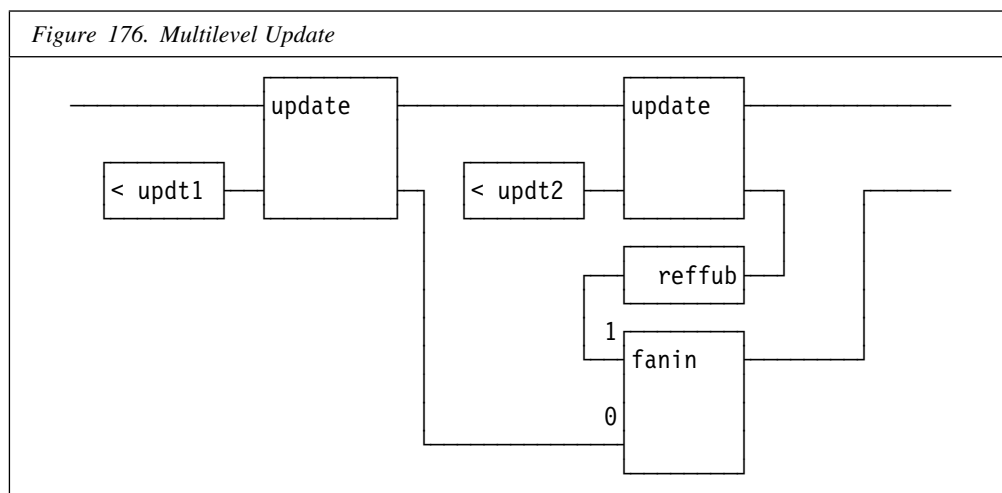 Figure 176. Multilevel Update
update
update
< updt1
< updt2
reffub
1
fanin
0